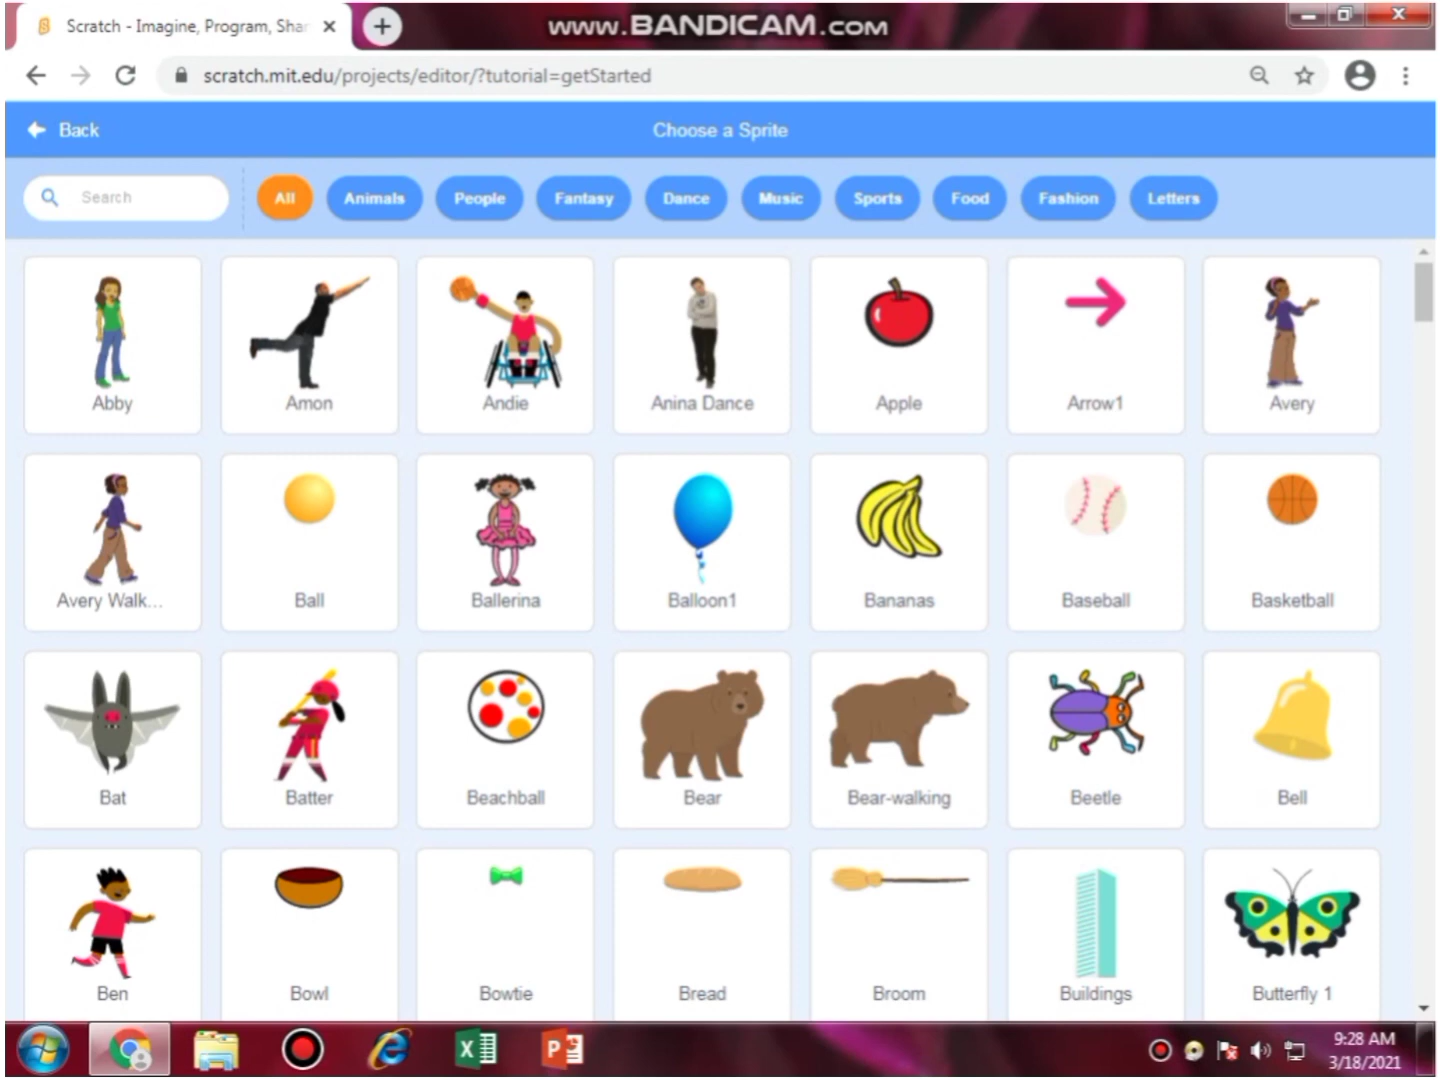 Scratch - Imagine, Program, Shar
www.BANDICAM.com
scratch.mit.edu/projects/editor/?tutorial=getStarted
Back
Choose a Sprite
Search
All
Animals
People
Fantasy
Dance
Music
Sports
Food
Fashion
Letters
Abby
Amon
Andie
Anina Dance
Apple
Arrow1
Avery
Avery Walk...
Ball
Ballerina
Balloon1
Bananas
Baseball
Basketball
Bat
Batter
Beachball
Bear
Bear-walking
Beetle
Bell
Ben
Bowl
Bowtie
Bread
Broom
Buildings
Butterfly 1
9:28 AM
3/18/2021